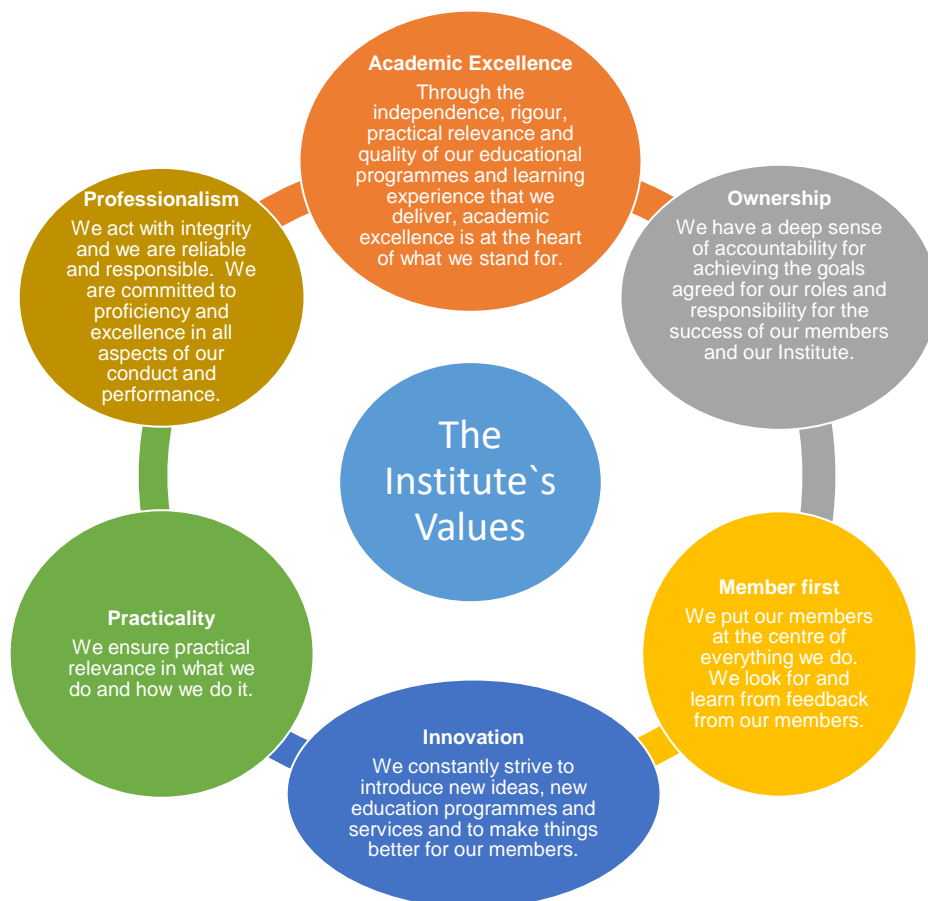 Academic Excellence
Through the
independence, rigour,
practical relevance and
quality of our educational
programmes and learning
experience that we
deliver, academic
excellence is at the heart
of what we stand for.
Ownership
We have a deep sense
of accountability for
achieving the goals
agreed for our roles and
responsibility for the
success of our members
and our Institute.
Member first
We put our members
at the centre of
everything we do.
We look for and
learn from feedback
from our members.
Innovation
We constantly strive to
introduce new ideas, new
education programmes and
services and to make things
better for our members.
Practicality
We ensure practical
relevance in what we
do and how we do it.
Professionalism
We act with integrity
and we are reliable
and responsible.  We
are committed to
proficiency and
excellence in all
aspects of our
conduct and
performance.
The
Institute`s
Values